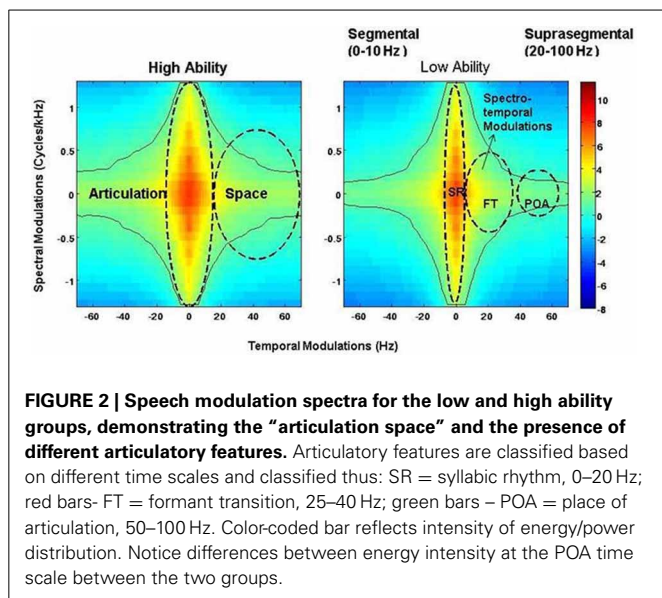 Segmental
(0-10 Hz )
Suprasegmental
(20-100 Hz)
High Ability
Low Ability
Spectro-
temporal
Modulations
Articulation
Space
SR
FT
POA
Spectral Modulations (Cycles/kHz)
1
0.5
0
-0.5
-1
1
0.5
0
-0.5
-1
-60 -40 -20 0 20 40 60
-60 -40 -20 0 20 40 60
10
8
6
4
2
0
-2
-4
-6
-8
Temporal Modulations (Hz)
FIGURE 2 | Speech modulation spectra for the low and high ability
groups, demonstrating the “articulation space” and the presence of
different articulatory features. Articulatory features are classified based
on different time scales and classified thus: SR = syllabic rhythm, 0–20 Hz;
red bars- FT = formant transition, 25–40 Hz; green bars – POA = place of
articulation, 50–100 Hz. Color-coded bar reflects intensity of energy/power
distribution. Notice differences between energy intensity at the POA time
scale between the two groups.